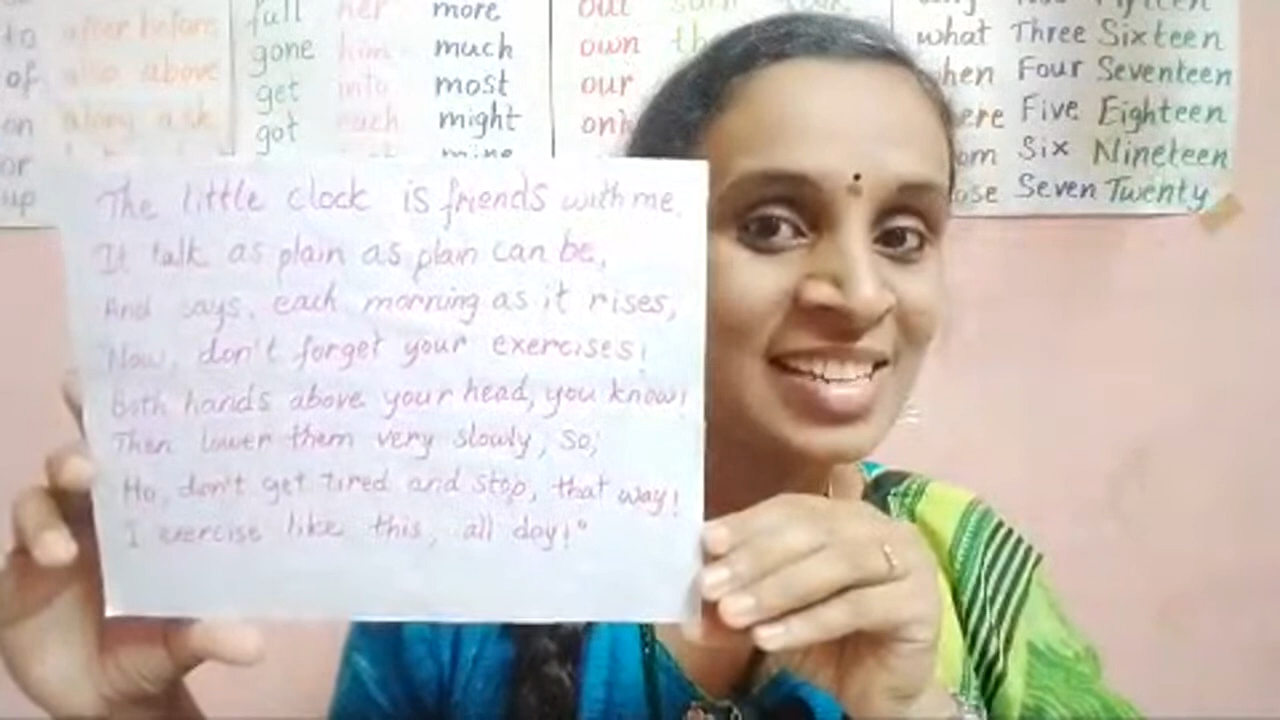 full her more
to after before gone him much
of also above get into most
on along ask got each might
or mine
up
out such
own
our
what Three Sixteen
Four Seventeen
Five Eighteen
Six Nineteen
Seven Twenty
The little clock is friends with me,
It talk as plain as plain can be,
And says, each morning as it rises,
Now, don't forget your exercises!
Both hands above your head, you know!
Then lower them very slowly, so;
Ho, don't get tired and stop, that way!
I exercise like this, all day!"